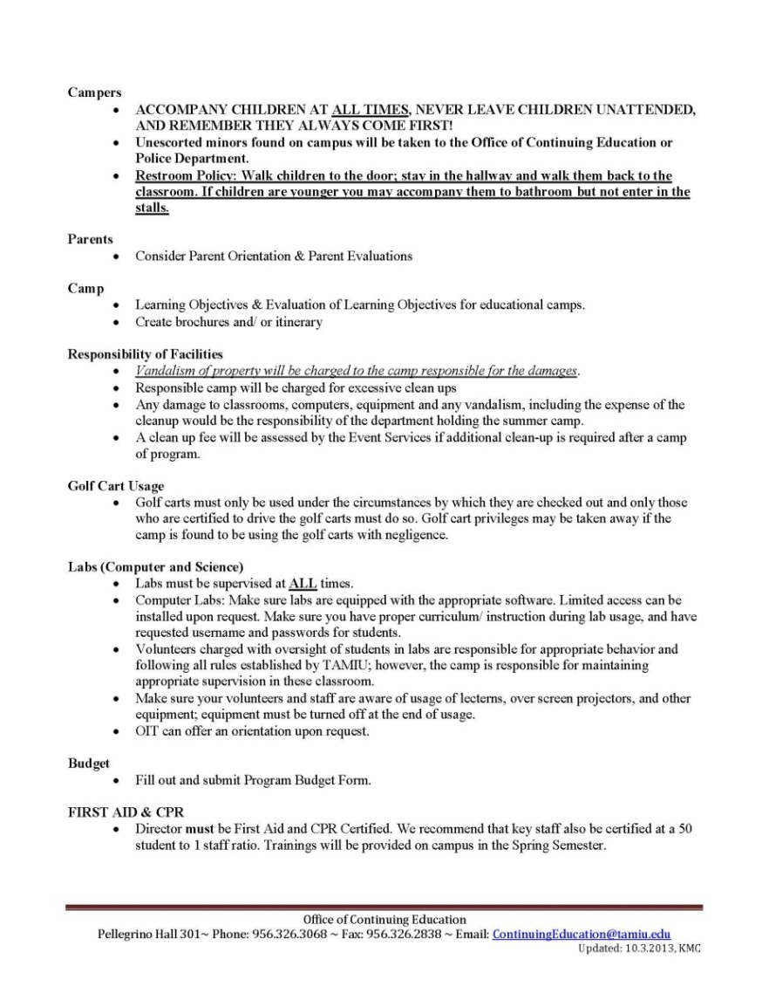 Campers
• ACCOMPANY CHILDREN AT ALL TIMES, NEVER LEAVE CHILDREN UNATTENDED,
AND REMEMBER THEY ALWAYS COME FIRST!
• Unescorted minors found on campus will be taken to the Office of Continuing Education or
Police Department.
• Restroom Policy: Walk children to the door; stay in the hallway and walk them back to the
classroom. If children are younger you may accompany them to bathroom but not enter in the
stalls.
Parents
• Consider Parent Orientation & Parent Evaluations
Camp
• Learning Objectives & Evaluation of Learning Objectives for educational camps.
• Create brochures and/ or itinerary
Responsibility of Facilities
• Vandalism of property will be charged to the camp responsible for the damages.
• Responsible camp will be charged for excessive clean ups
• Any damage to classrooms, computers, equipment and any vandalism, including the expense of the
cleanup would be the responsibility of the department holding the summer camp.
• A clean up fee will be assessed by the Event Services if additional clean-up is required after a camp
of program.
Golf Cart Usage
• Golf carts must only be used under the circumstances by which they are checked out and only those
who are certified to drive the golf carts must do so. Golf cart privileges may be taken away if the
camp is found to be using the golf carts with negligence.
Labs (Computer and Science)
• Labs must be supervised at ALL times.
• Computer Labs: Make sure labs are equipped with the appropriate software. Limited access can be
installed upon request. Make sure you have proper curriculum/ instruction during lab usage, and have
requested username and passwords for students.
• Volunteers charged with oversight of students in labs are responsible for appropriate behavior and
following all rules established by TAMIU; however, the camp is responsible for maintaining
appropriate supervision in these classroom.
• Make sure your volunteers and staff are aware of usage of lecterns, over screen projectors, and other
equipment; equipment must be turned off at the end of usage.
• OIT can offer an orientation upon request.
Budget
• Fill out and submit Program Budget Form.
FIRST AID & CPR
• Director must be First Aid and CPR Certified. We recommend that key staff also be certified at a 50
student to 1 staff ratio. Trainings will be provided on campus in the Spring Semester.
Office of Continuing Education
Pellegrino Hall 301~ Phone: 956.326.3068 ~ Fax: 956.326.2838 ~ Email: ContinuingEducation@tamiu.edu
Updated: 10.3.2013, KMC